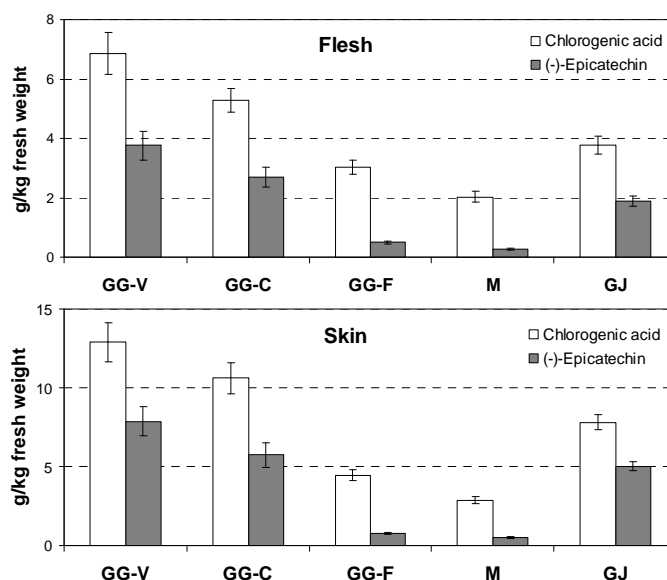 Flesh
Chlorogenic acid
(-)-Epicatechin
g/kg fresh weight
8
6
4
2
0
GG-V GG-C GG-F M GJ
Skin
Chlorogenic acid
(-)-Epicatechin
g/kg fresh weight
15
10
5
0
GG-V GG-C GG-F M GJ